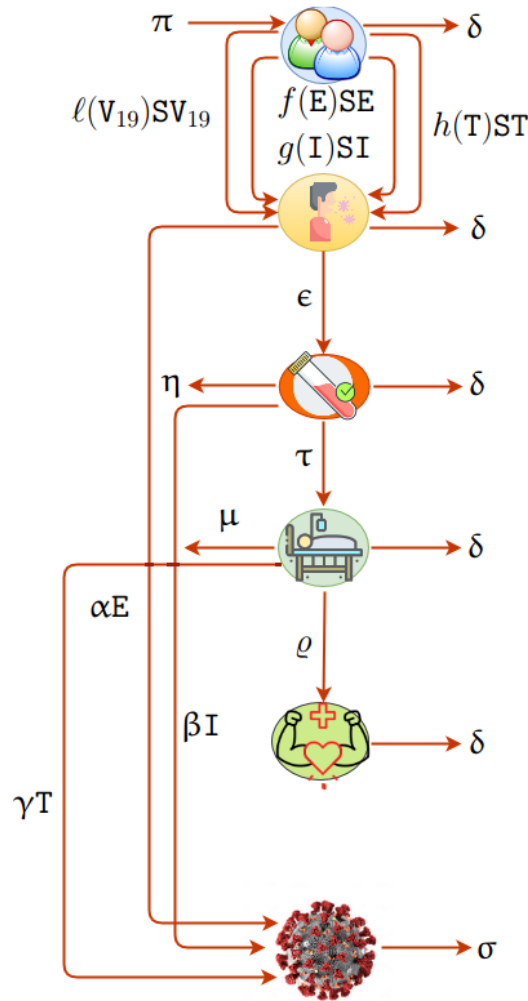 π
δ
ℓ(V₁₉)SV₁₉
f(E)SE
g(I)SI
h(T)ST
δ
ϵ
η
δ
τ
μ
δ
αE
ϱ
βI
δ
γT
σ